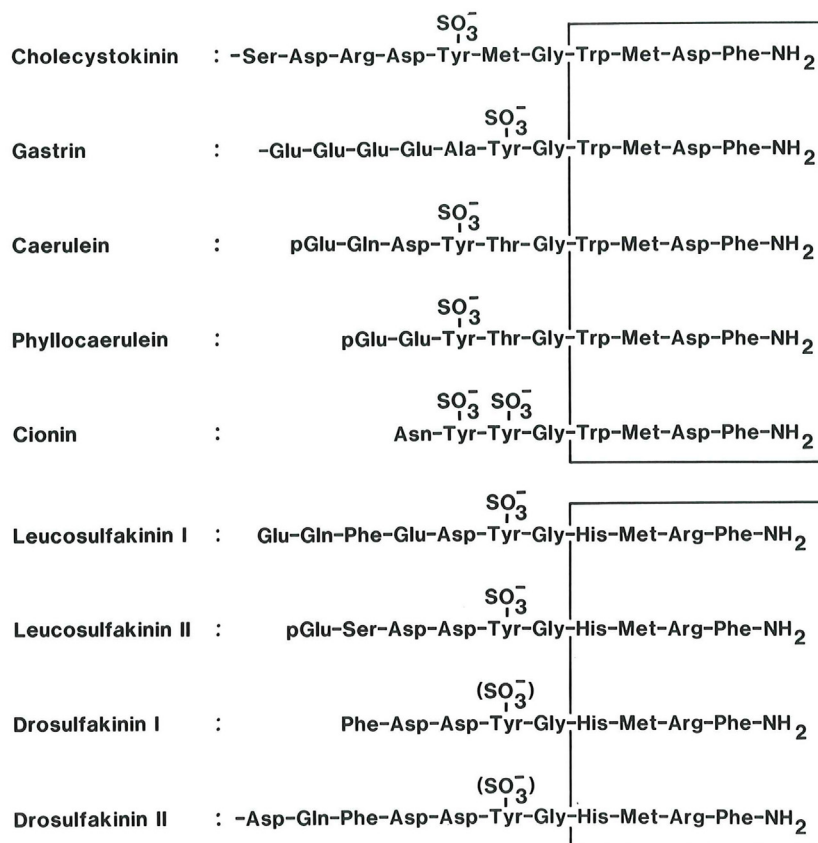 SO3−
Cholecystokinin : -Ser-Asp-Arg-Asp-Tyr-Met-Gly-Trp-Met-Asp-Phe-NH2
SO3−
Gastrin : -Glu-Glu-Glu-Glu-Ala-Tyr-Gly-Trp-Met-Asp-Phe-NH2
SO3−
Caerulein : pGlu-Gln-Asp-Tyr-Thr-Gly-Trp-Met-Asp-Phe-NH2
SO3−
Phyllocaerulein : pGlu-Glu-Tyr-Thr-Gly-Trp-Met-Asp-Phe-NH2
SO3− SO3−
Cionin : Asn-Tyr-Tyr-Gly-Trp-Met-Asp-Phe-NH2
SO3−
Leucosulfakinin I : Glu-Gln-Phe-Glu-Asp-Tyr-Gly-His-Met-Arg-Phe-NH2
SO3−
Leucosulfakinin II : pGlu-Ser-Asp-Asp-Tyr-Gly-His-Met-Arg-Phe-NH2
(SO3−)
Drosulfakinin I : Phe-Asp-Asp-Tyr-Gly-His-Met-Arg-Phe-NH2
(SO3−)
Drosulfakinin II : -Asp-Gln-Phe-Asp-Asp-Tyr-Gly-His-Met-Arg-Phe-NH2